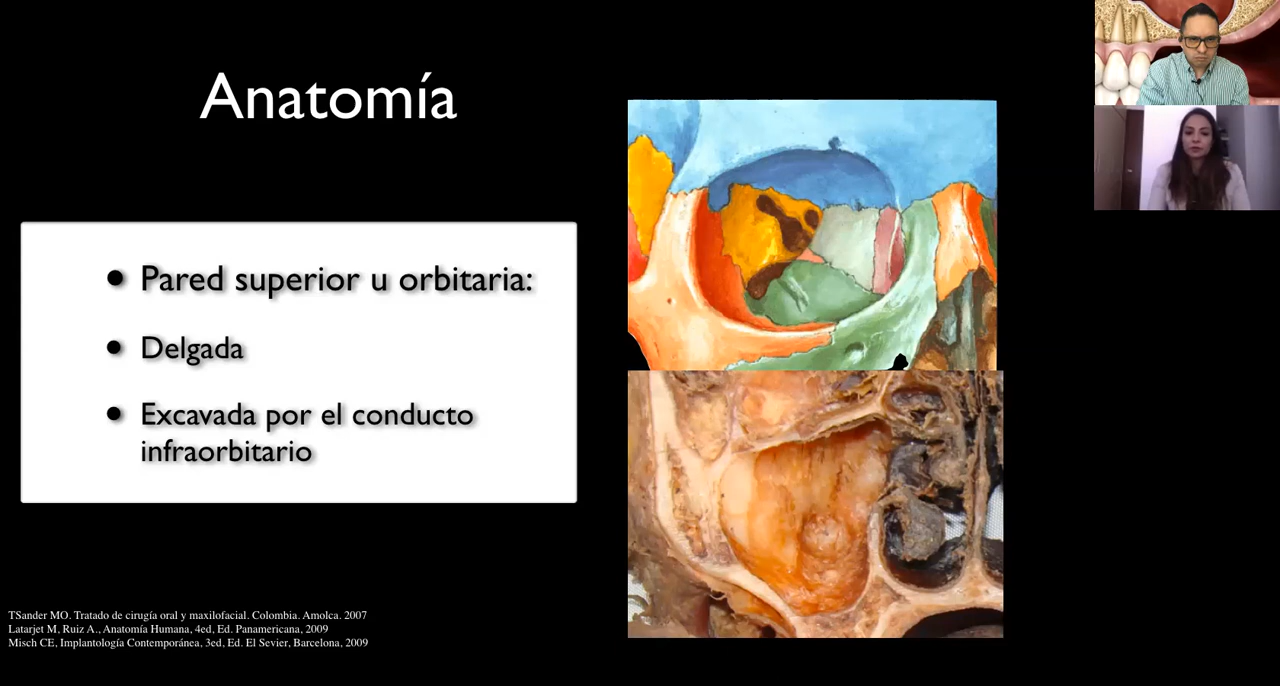 Anatomía
Pared superior u orbitaria:
Delgada
Excavada por el conducto
infraorbitario
TSander MO. Tratado de cirugía oral y maxilofacial. Colombia. Amolca. 2007
Latarjet M, Ruiz A., Anatomía Humana, 4ed, Ed. Panamericana, 2009
Misch CE, Implantología Contemporánea, 3ed, Ed. El Sevier, Barcelona, 2009